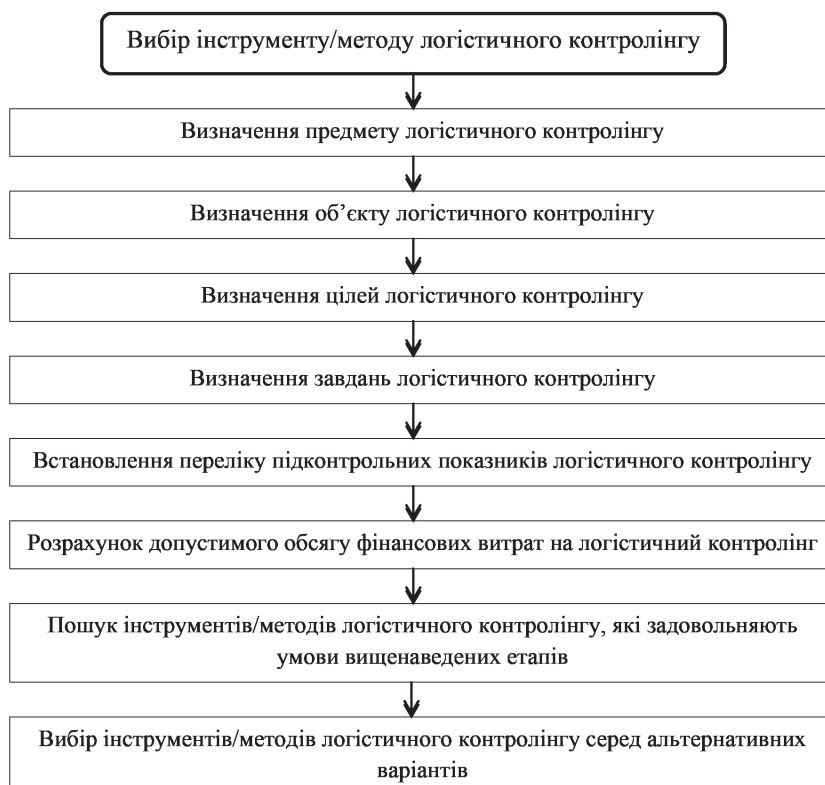 Вибір інструменту/методу логістичного контролінгу
Визначення предмету логістичного контролінгу
Визначення об’єкту логістичного контролінгу
Визначення цілей логістичного контролінгу
Визначення завдань логістичного контролінгу
Встановлення переліку підконтрольних показників логістичного контролінгу
Розрахунок допустимого обсягу фінансових витрат на логістичний контролінг
Пошук інструментів/методів логістичного контролінгу, які задовольняють
умови вищенаведених етапів
Вибір інструментів/методів логістичного контролінгу серед альтернативних
варіантів